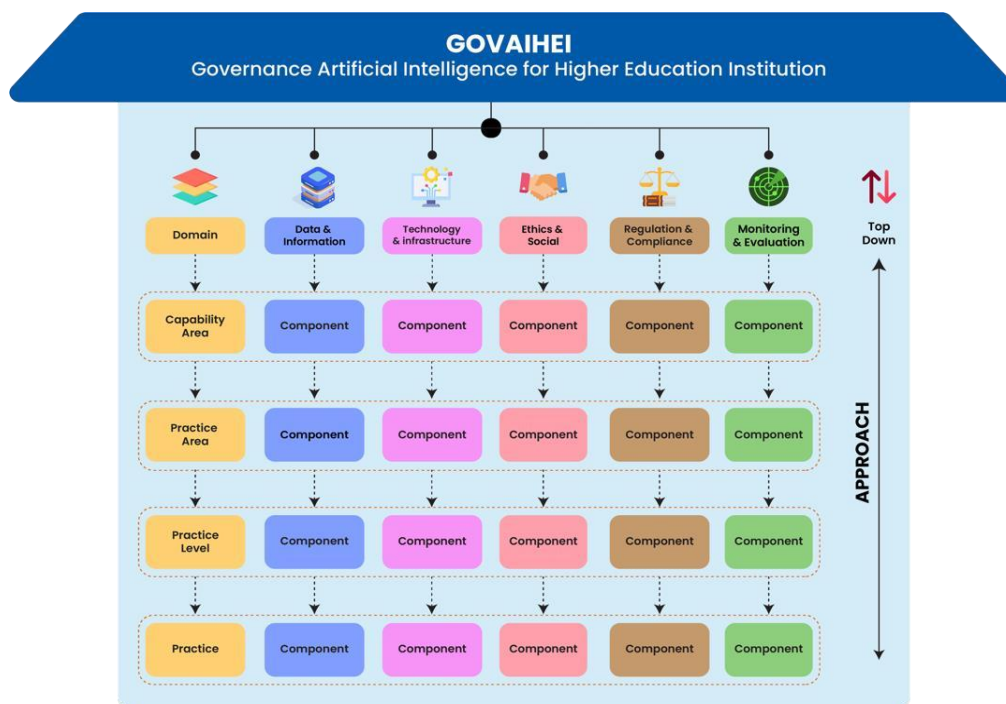 GOVAIHEI
Governance Artificial Intelligence for Higher Education Institution
Domain
Data &
Information
Technology
& infrastructure
Ethics &
Social
Regulation &
Compliance
Monitoring
& Evaluation
Top
Down
Capability
Area
Component
Component
Component
Component
Component
Practice
Area
Component
Component
Component
Component
Component
APPROACH
Practice
Level
Component
Component
Component
Component
Component
Practice
Component
Component
Component
Component
Component